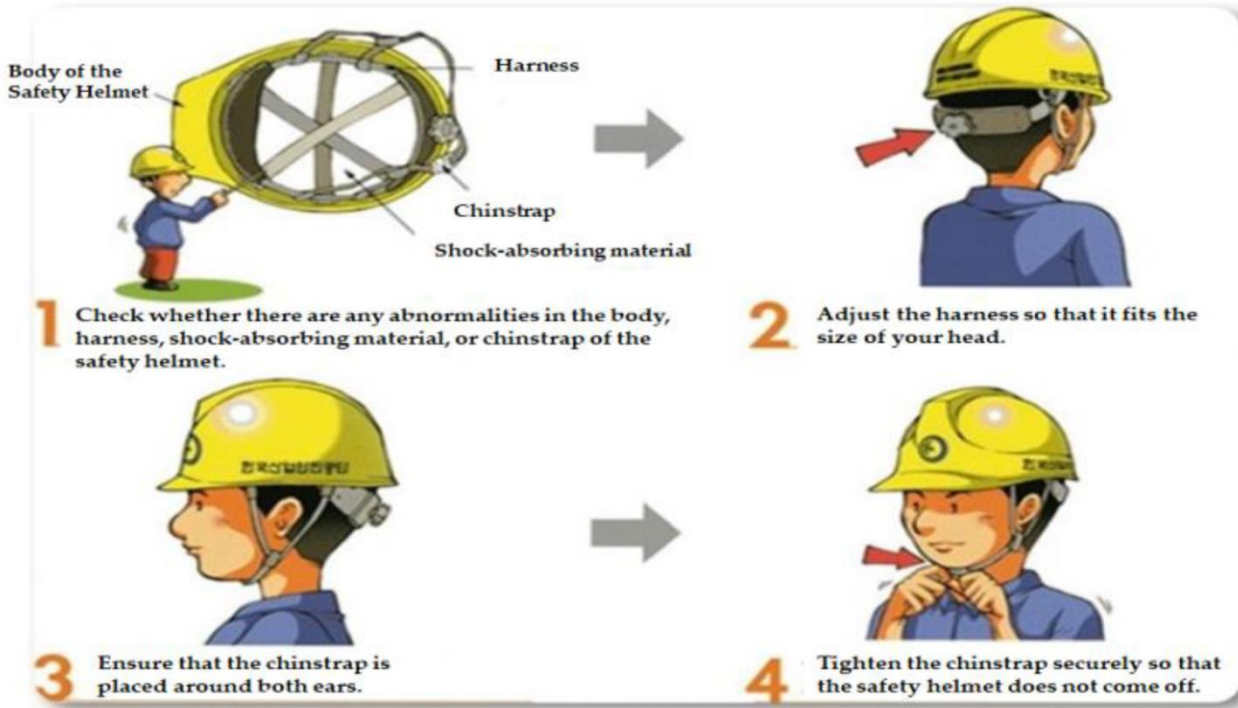 Body of the
Safety Helmet
Harness
Chinstrap
Shock-absorbing material
1 Check whether there are any abnormalities in the body,
harness, shock-absorbing material, or chinstrap of the
safety helmet.
2 Adjust the harness so that it fits the
size of your head.
3 Ensure that the chinstrap is
placed around both ears.
4 Tighten the chinstrap securely so that
the safety helmet does not come off.